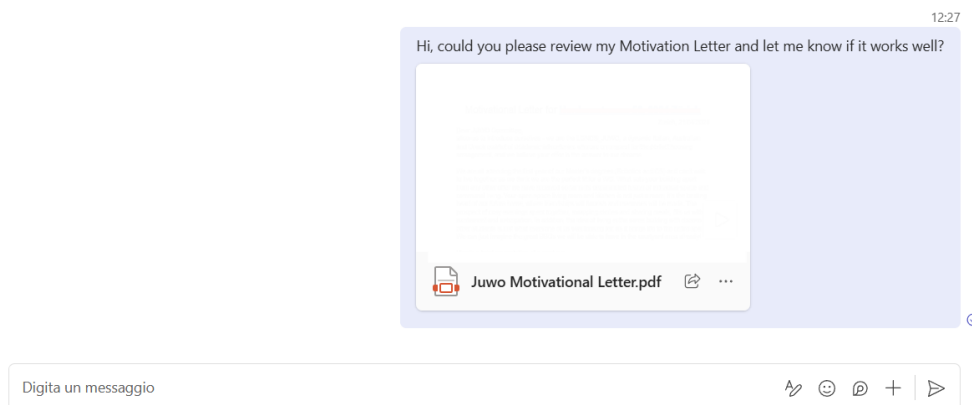 12:27
Hi, could you please review my Motivation Letter and let me know if it works well?
Juwo Motivational Letter.pdf
Digita un messaggio